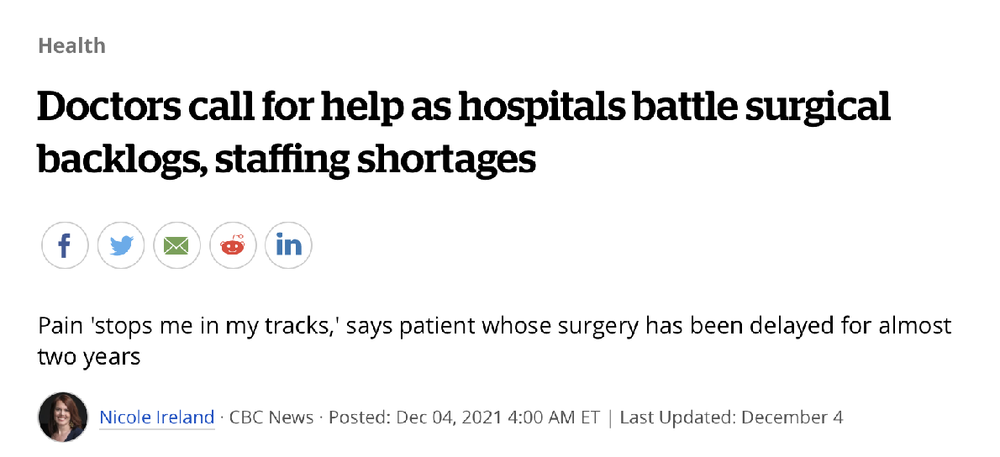 Health
Doctors call for help as hospitals battle surgical
backlogs, staffing shortages
f
in
Pain 'stops me in my tracks,' says patient whose surgery has been delayed for almost
two years
Nicole Ireland · CBC News · Posted: Dec 04, 2021 4:00 AM ET | Last Updated: December 4